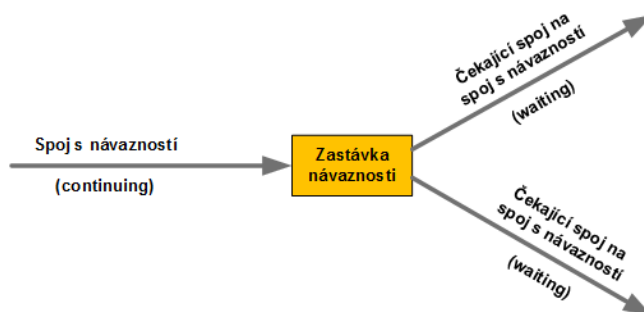 Spoj s návazností
(continuing)
Zastávka
návaznosti
Čekající spoj na
spoj s návazností
(waiting)
Čekající spoj na
spoj s návazností
(waiting)